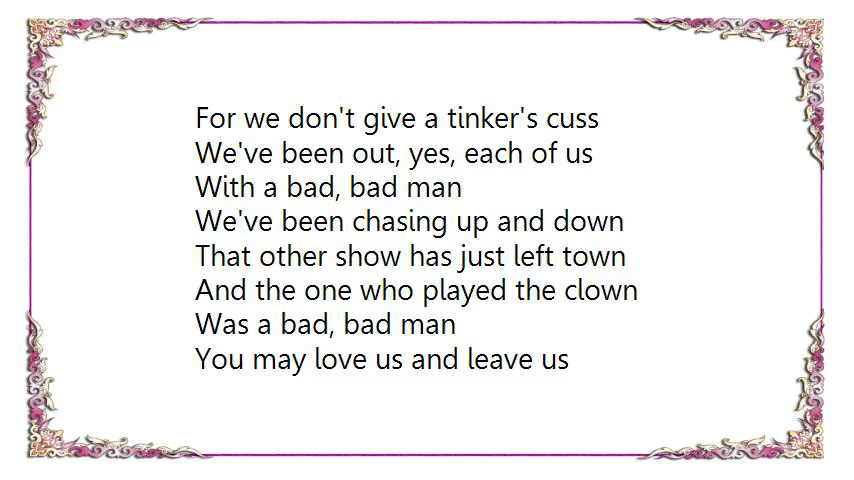 For we don't give a tinker's cuss
We've been out, yes, each of us
With a bad, bad man
We've been chasing up and down
That other show has just left town
And the one who played the clown
Was a bad, bad man
You may love us and leave us